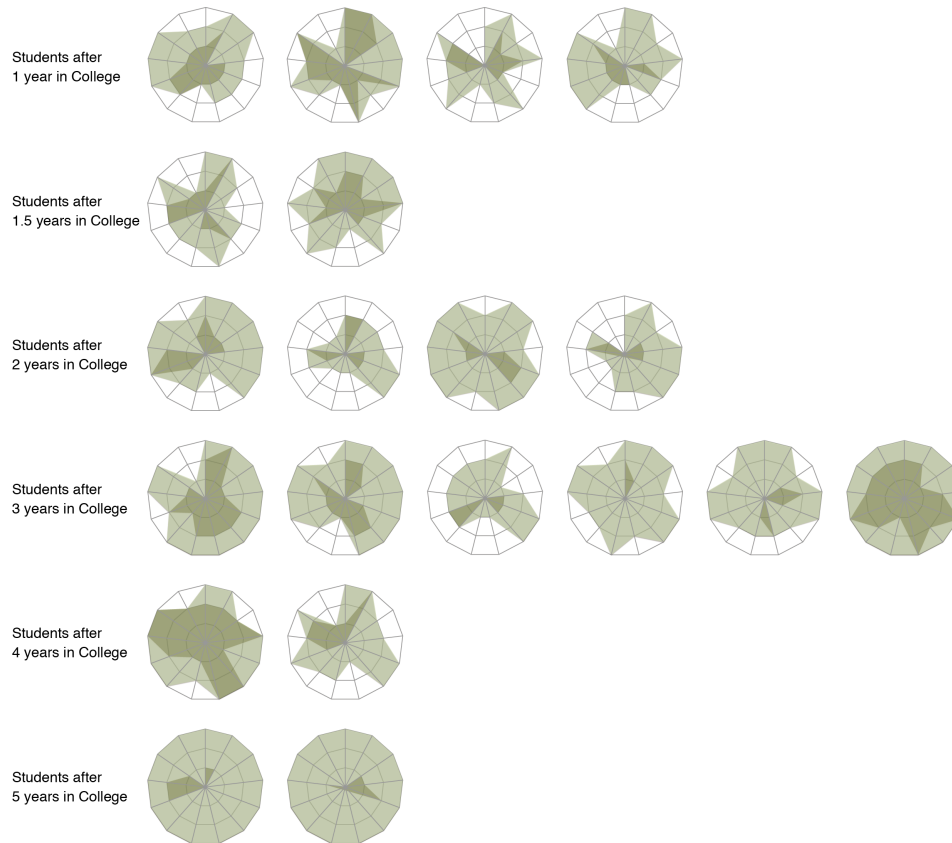 Students after
1 year in College
Students after
1.5 years in College
Students after
2 years in College
Students after
3 years in College
Students after
4 years in College
Students after
5 years in College